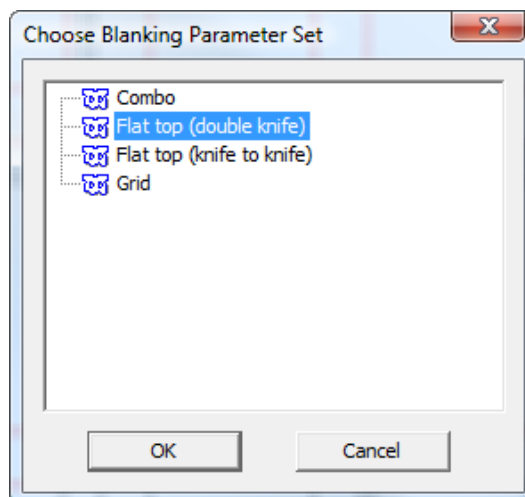 Choose Blanking Parameter Set
Combo
Flat top (double knife)
Flat top (knife to knife)
Grid
OK
Cancel